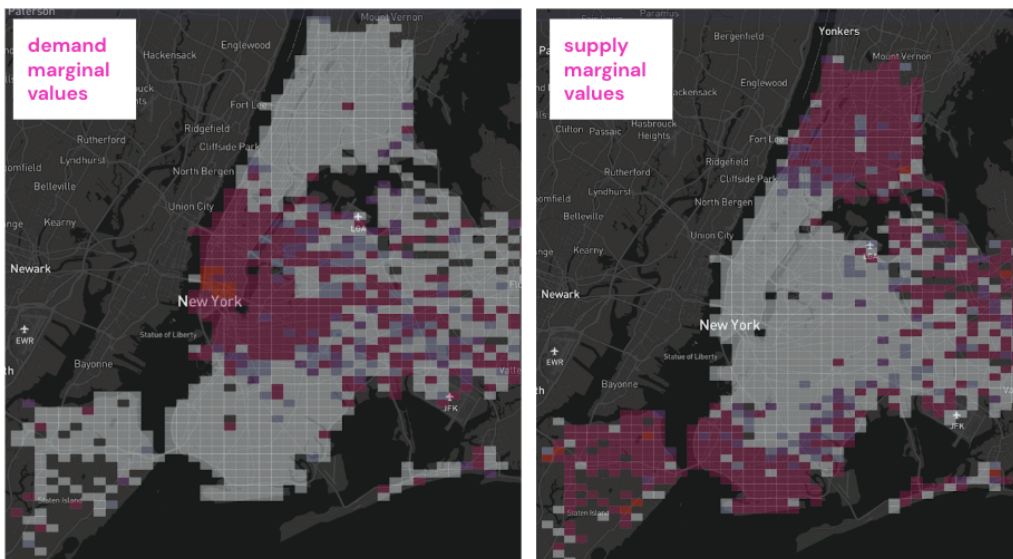 Paterson
demand
marginal
values
Mount Vernon
Hackensack
Englewood
Fort Lee
Ridgefield
Rutherford
Cliffside Park
Lyndhurst
North Bergen
Belleville
Union City
Kearny
LGA
Newark
New York
Statue of Liberty
EWR
Bayonne
JFK
Staten Island
supply
marginal
values
Paramus
Bergenfield
Yonkers
Mount Vernon
Englewood
Hackensack
Hasbrouck
Heights
Clifton
Passaic
Fort Lee
Ridgefield
Rutherford
Cliffside Park
Lyndhurst
North Bergen
Belleville
Union City
Kearny
Newark
New York
Statue of Liberty
EWR
Bayonne
JFK
Staten Island